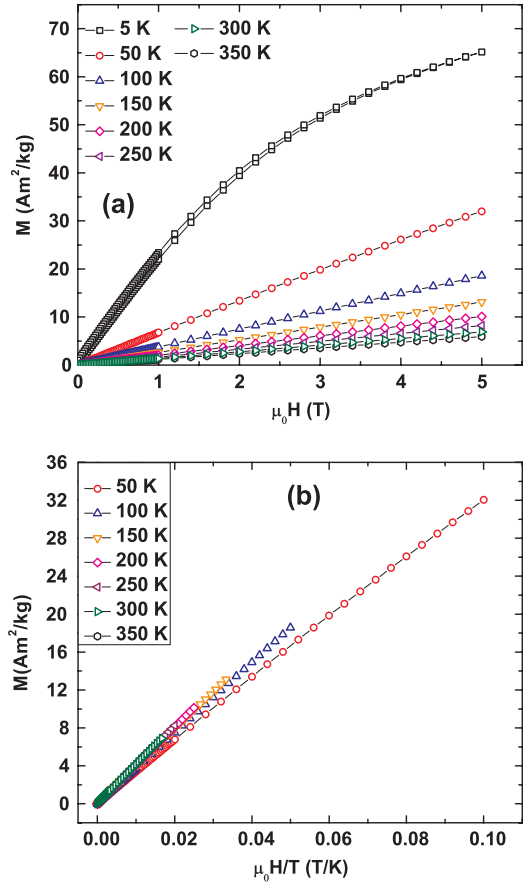 70
60
50
40
30
20
10
0
M (Am²/kg)
5 K
50 K
100 K
150 K
200 K
250 K
300 K
350 K
(a)
0 1 2 3 4 5
μ₀H (T)
36
32
28
24
20
16
12
8
4
0
M(Am²/kg)
50 K
100 K
150 K
200 K
250 K
300 K
350 K
(b)
0.00 0.02 0.04 0.06 0.08 0.10
μ₀H/T (T/K)